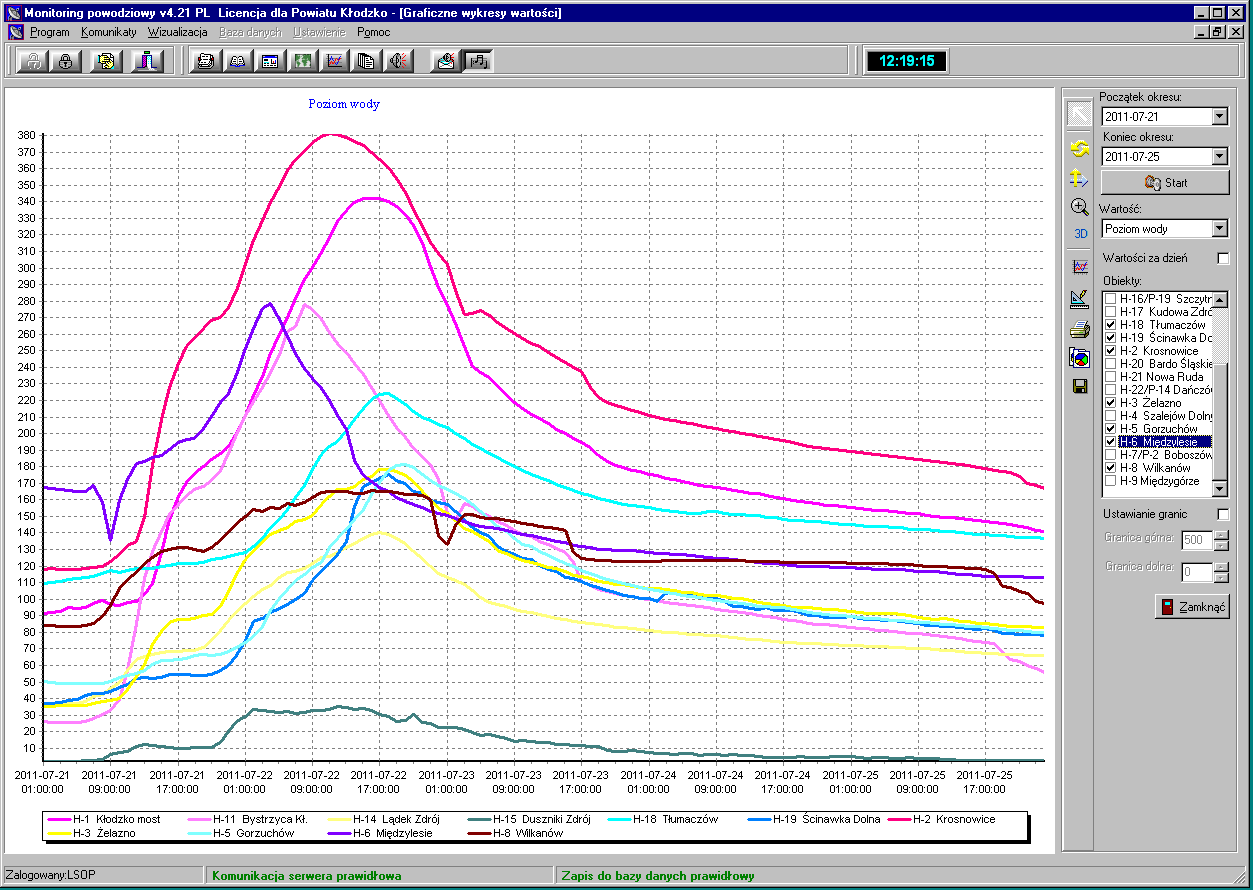 Monitoring powodziowy v4.21 PL Licencja dla Powiatu Kłodzko - [Graficzne wykresy wartości]
Program Komunikaty Wizualizacja Baza danych Ustawienie Pomoc
12:19:15
Poziom wody
380
370
360
350
340
330
320
310
300
290
280
270
260
250
240
230
220
210
200
190
180
170
160
150
140
130
120
110
100
90
80
70
60
50
40
30
20
10
2011-07-21 2011-07-21 2011-07-21 2011-07-22 2011-07-22 2011-07-22 2011-07-23 2011-07-23 2011-07-23 2011-07-24 2011-07-24 2011-07-24 2011-07-25 2011-07-25 2011-07-25
01:00:00 09:00:00 17:00:00 01:00:00 09:00:00 17:00:00 01:00:00 09:00:00 17:00:00 01:00:00 09:00:00 17:00:00 01:00:00 09:00:00 17:00:00
H-1 Kłodzko most H-11 Bystrzyca Kł. H-14 Lądek Zdrój H-15 Duszniki Zdrój H-18 Tłumaczów H-19 Ścinawka Dolna H-2 Krosnowice
H-3 Żelazno H-5 Gorzuchów H-6 Międzylesie H-8 Wilkanów
Początek okresu:
2011-07-21
Koniec okresu:
2011-07-25
Start
Wartość:
Poziom wody
3D
Wartości za dzień
Obiekty:
H-16/P-19 Szczytn
H-17 Kudowa Zdró
H-18 Tłumaczów
H-19 Ścinawka Do
H-2 Krosnowice
H-20 Bardo Śląskie
H-21 Nowa Ruda
H-22/P-14 Dańczów
H-3 Żelazno
H-4 Szalejów Dolny
H-5 Gorzuchów
H-6 Międzylesie
H-7/P-2 Boboszów
H-8 Wilkanów
H-9 Międzygórze
Ustawianie granic
Granica górna: 500
Granica dolna: 0
Zamknąć
Zalogowany:LSOP
Komunikacja serwera prawidłowa
Zapis do bazy danych prawidłowy